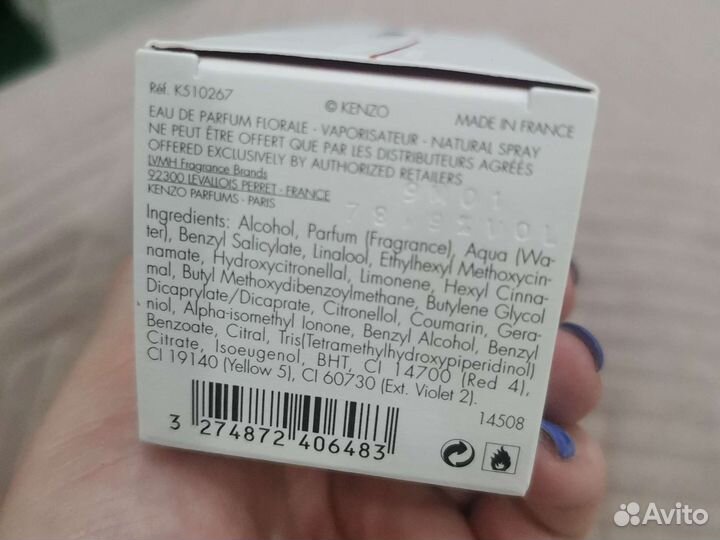 Réf. K510267
© KENZO
MADE IN FRANCE
EAU DE PARFUM FLORALE - VAPORISATEUR - NATURAL SPRAY
NE PEUT ÊTRE OFFERT QUE PAR LES DISTRIBUTEURS AGRÉÉS
OFFERED EXCLUSIVELY BY AUTHORIZED RETAILERS
LVMH Fragrance Brands
92300 LEVALLOIS PERRET - FRANCE
KENZO PARFUMS - PARIS
Ingredients: Alcohol, Parfum (Fragrance), Aqua (Wa-
ter), Benzyl Salicylate, Linalool, Ethylhexyl Methoxycin-
namate, Hydroxycitronellal, Limonene, Hexyl Cinna-
mal, Butyl Methoxydibenzoylmethane, Butylene Glycol
Dicaprylate/Dicaprate, Citronellol, Coumarin, Gera-
niol, Alpha-isomethyl Ionone, Benzyl Alcohol, Benzyl
Benzoate, Citral, Tris(Tetramethylhydroxypiperidinol)
Citrate, Isoeugenol, BHT, CI 14700 (Red 4),
CI 19140 (Yellow 5), CI 60730 (Ext. Violet 2).
14508
3 274872 406483
Avito